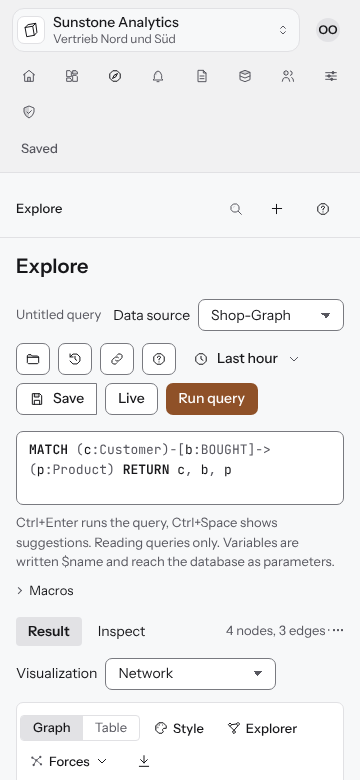 Sunstone Analytics
Vertrieb Nord und Süd
OO
Saved
Explore
Explore
Untitled query Data source Shop-Graph
Last hour
Save Live Run query
MATCH (c:Customer)-[b:BOUGHT]->
(p:Product) RETURN c, b, p
Ctrl+Enter runs the query, Ctrl+Space shows
suggestions. Reading queries only. Variables are
written $name and reach the database as parameters.
Macros
Result Inspect 4 nodes, 3 edges ·
Visualization Network
Graph Table Style Explorer
Forces